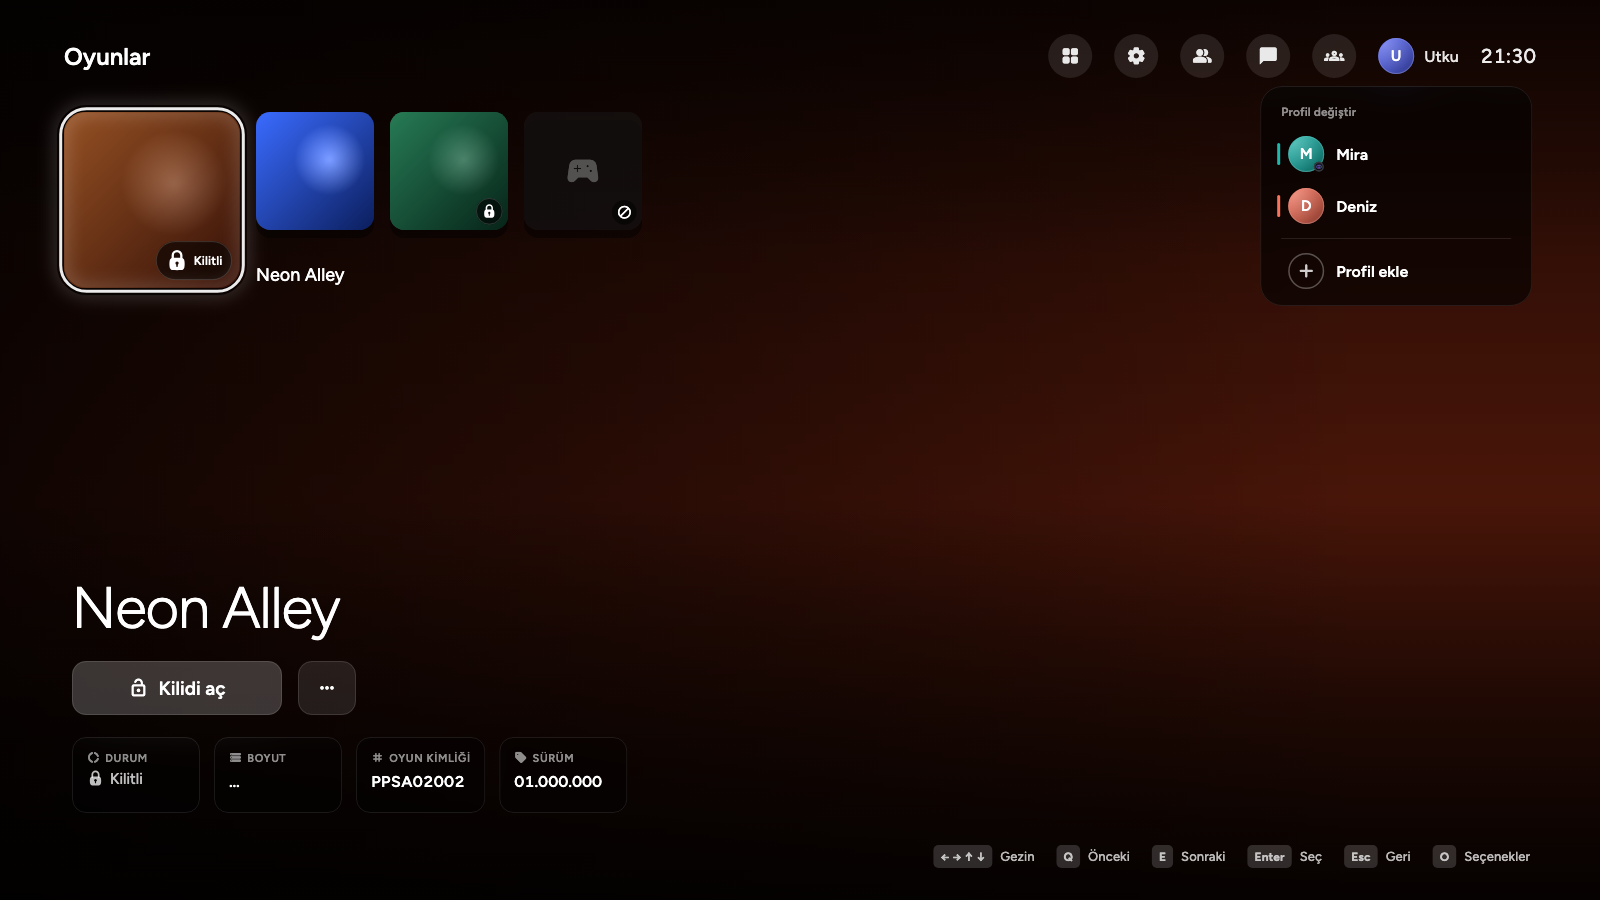 Oyunlar
U Utku 21:30
Profil değiştir
M Mira
D Deniz
Profil ekle
Kilitli
Neon Alley
Neon Alley
Kilidi aç
DURUM
Kilitli
BOYUT
...
# OYUN KİMLİĞİ
PPSA02002
SÜRÜM
01.000.000
←→↑↓ Gezin Q Önceki E Sonraki Enter Seç Esc Geri O Seçenekler